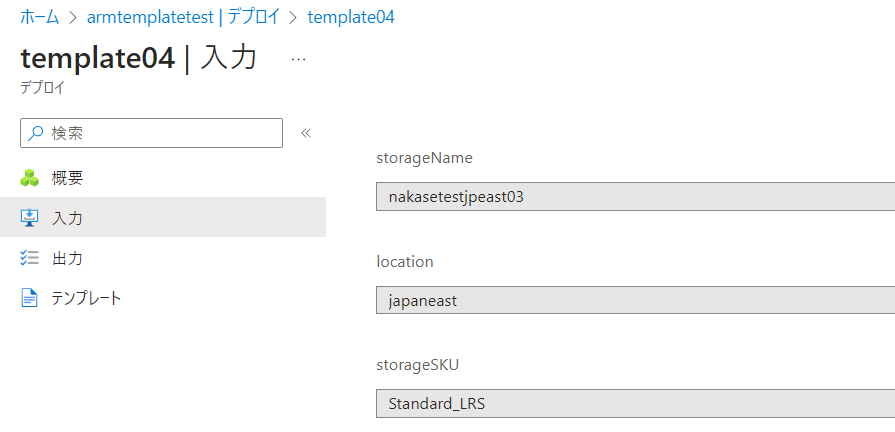 ホーム > armtemplatetest | デプロイ > template04
template04 | 入力 ...
デプロイ
検索 «
概要
入力
出力
テンプレート
storageName
nakasetestjpeast03
location
japaneast
storageSKU
Standard_LRS